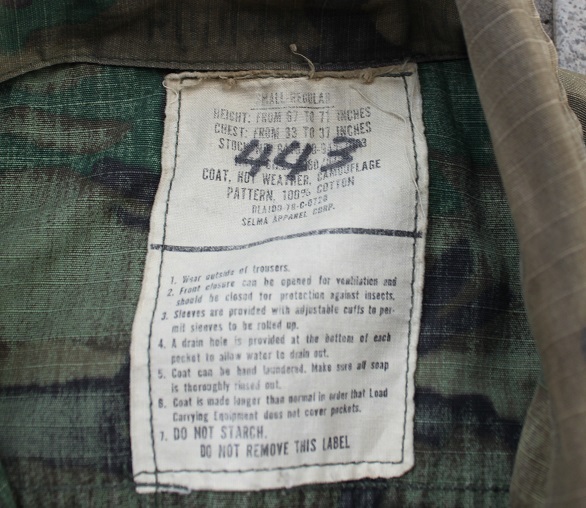 SMALL-REGULAR
HEIGHT: FROM 67 TO 71 INCHES
CHEST: FROM 33 TO 37 INCHES
443
COAT, HOT WEATHER, CAMOUFLAGE
PATTERN, 100% COTTON
SELMA APPAREL CORP.
1. Wear outside of trousers.
2. Front closure can be opened for ventilation and
should be closed for protection against insects.
3. Sleeves are provided with adjustable cuffs to per-
mit sleeves to be rolled up.
4. A drain hole is provided at the bottom of each
pocket to allow water to drain out.
5. Coat can be hand laundered. Make sure all soap
is thoroughly rinsed out.
6. Coat is made longer than normal in order that Load
Carrying Equipment does not cover pockets.
7. DO NOT STARCH.
DO NOT REMOVE THIS LABEL